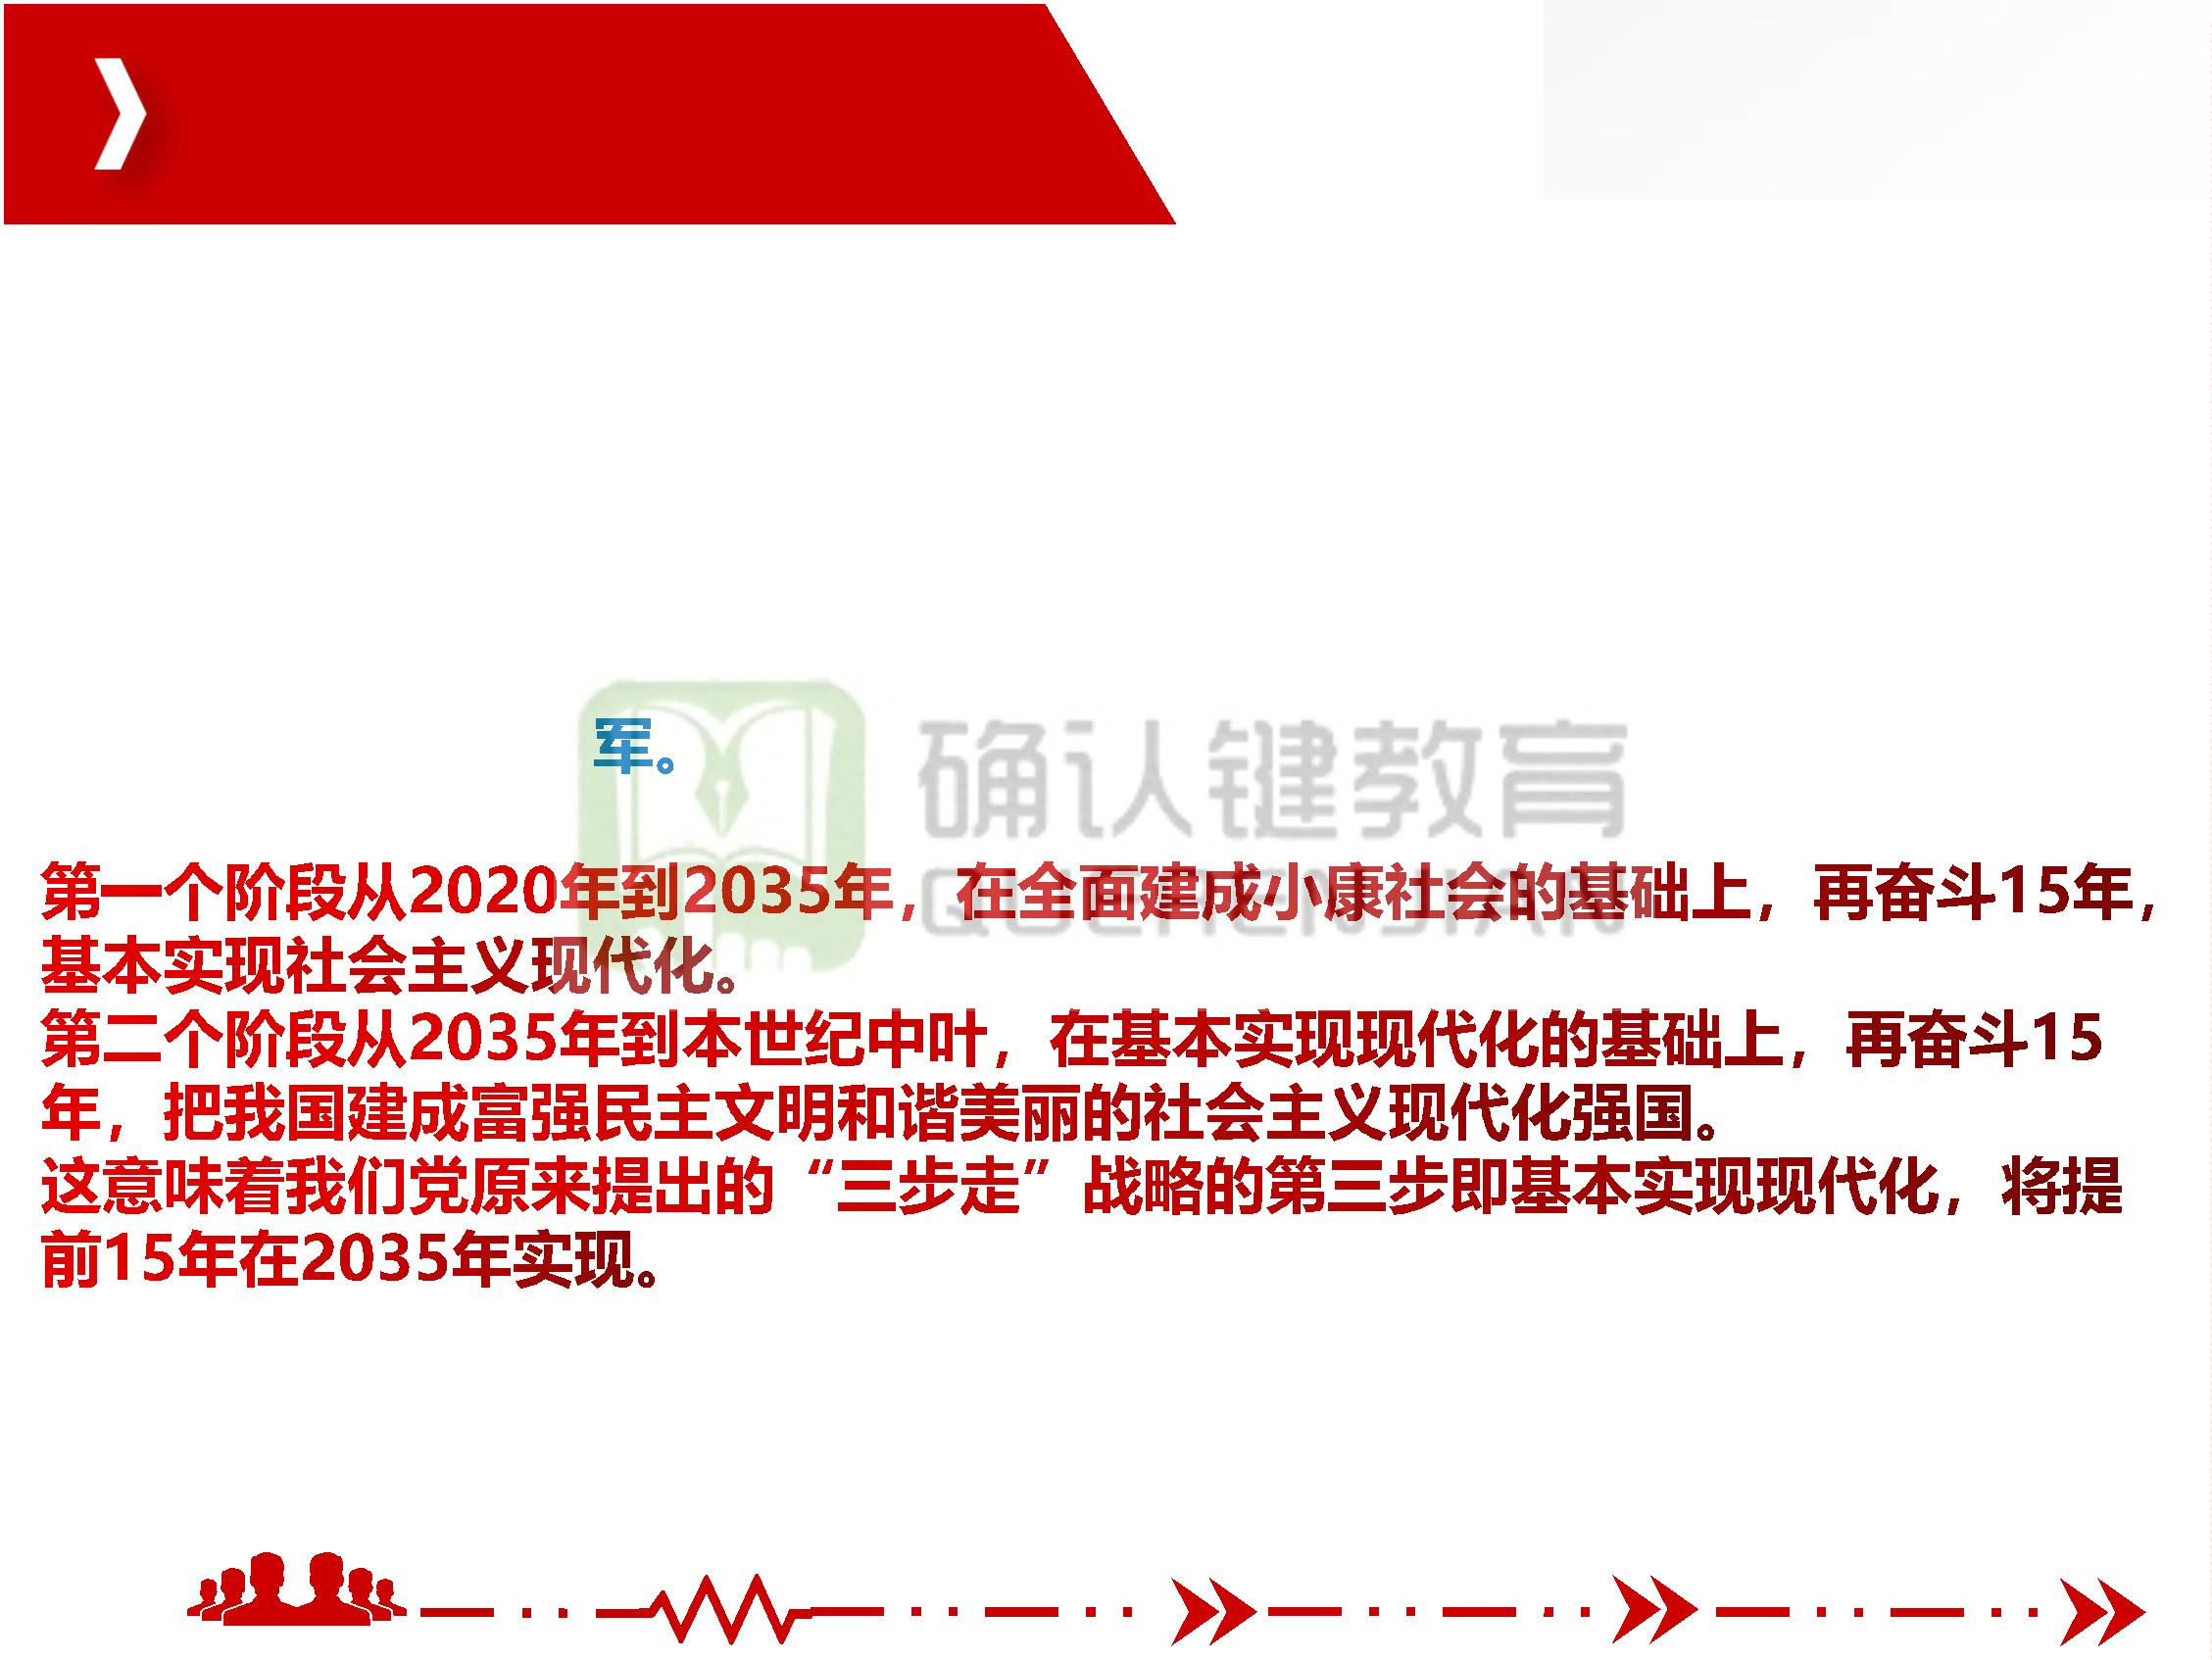 军。
确认键教育
QUERENJIAN
第一个阶段从2020年到2035年，在全面建成小康社会的基础上，再奋斗15年，
基本实现社会主义现代化。
第二个阶段从2035年到本世纪中叶，在基本实现现代化的基础上，再奋斗15
年，把我国建成富强民主文明和谐美丽的社会主义现代化强国。
这意味着我们党原来提出的“三步走”战略的第三步即基本实现现代化，将提
前15年在2035年实现。